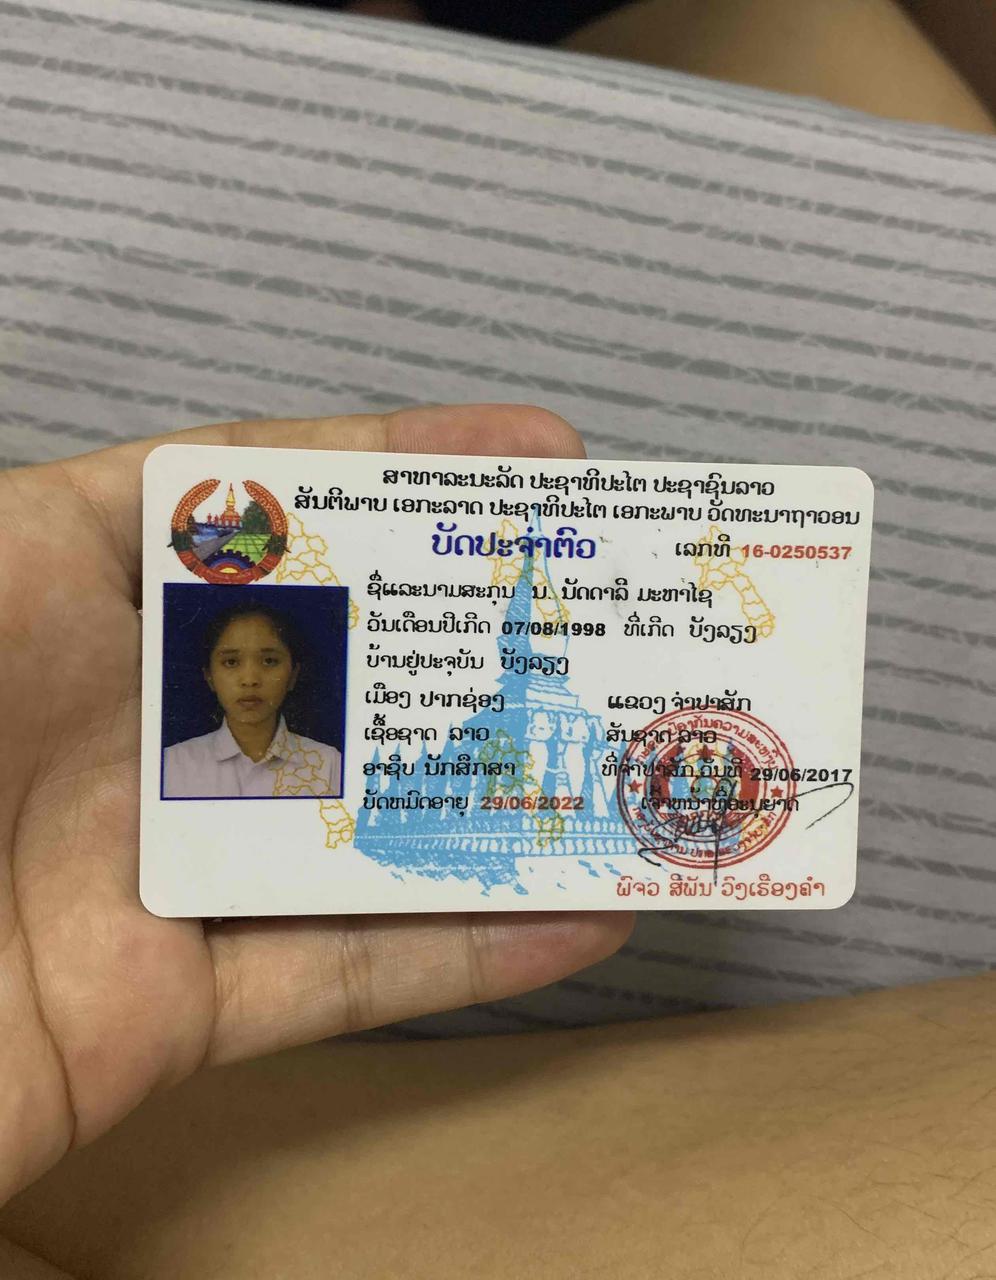 ສາທາລະນະລັດ ປະຊາທິປະໄຕ ປະຊາຊົນລາວ
ສັນຕິພາບ ເອກະລາດ ປະຊາທິປະໄຕ ເອກະພາບ ວັດທະນາຖາວອນ
ບັດປະຈຳຕົວ
ເລກທີ 16-0250537
ຊື່ແລະນາມສະກຸນ ນ. ນັດດາລີ ມະຫາໄຊ
ວັນເດືອນປີເກີດ 07/08/1998 ທີ່ເກີດ ບັງລຽງ
ບ້ານຢູ່ປະຈຸບັນ ບັງລຽງ
ເມືອງ ປາກຊ່ອງ ແຂວງ ຈຳປາສັກ
ເຊື້ອຊາດ ລາວ ສັນຊາດ ລາວ
ອາຊີບ ນັກສຶກສາ ທີ່ຈຳປາສັກ ວັນທີ 29/06/2017
ບັດຫມົດອາຍຸ 29/06/2022 ເຈົ້າຫນ້າທີ່ອະນຸຍາດ
ພົຈວ ສີພັນ ວົງເຮືອງຄຳ